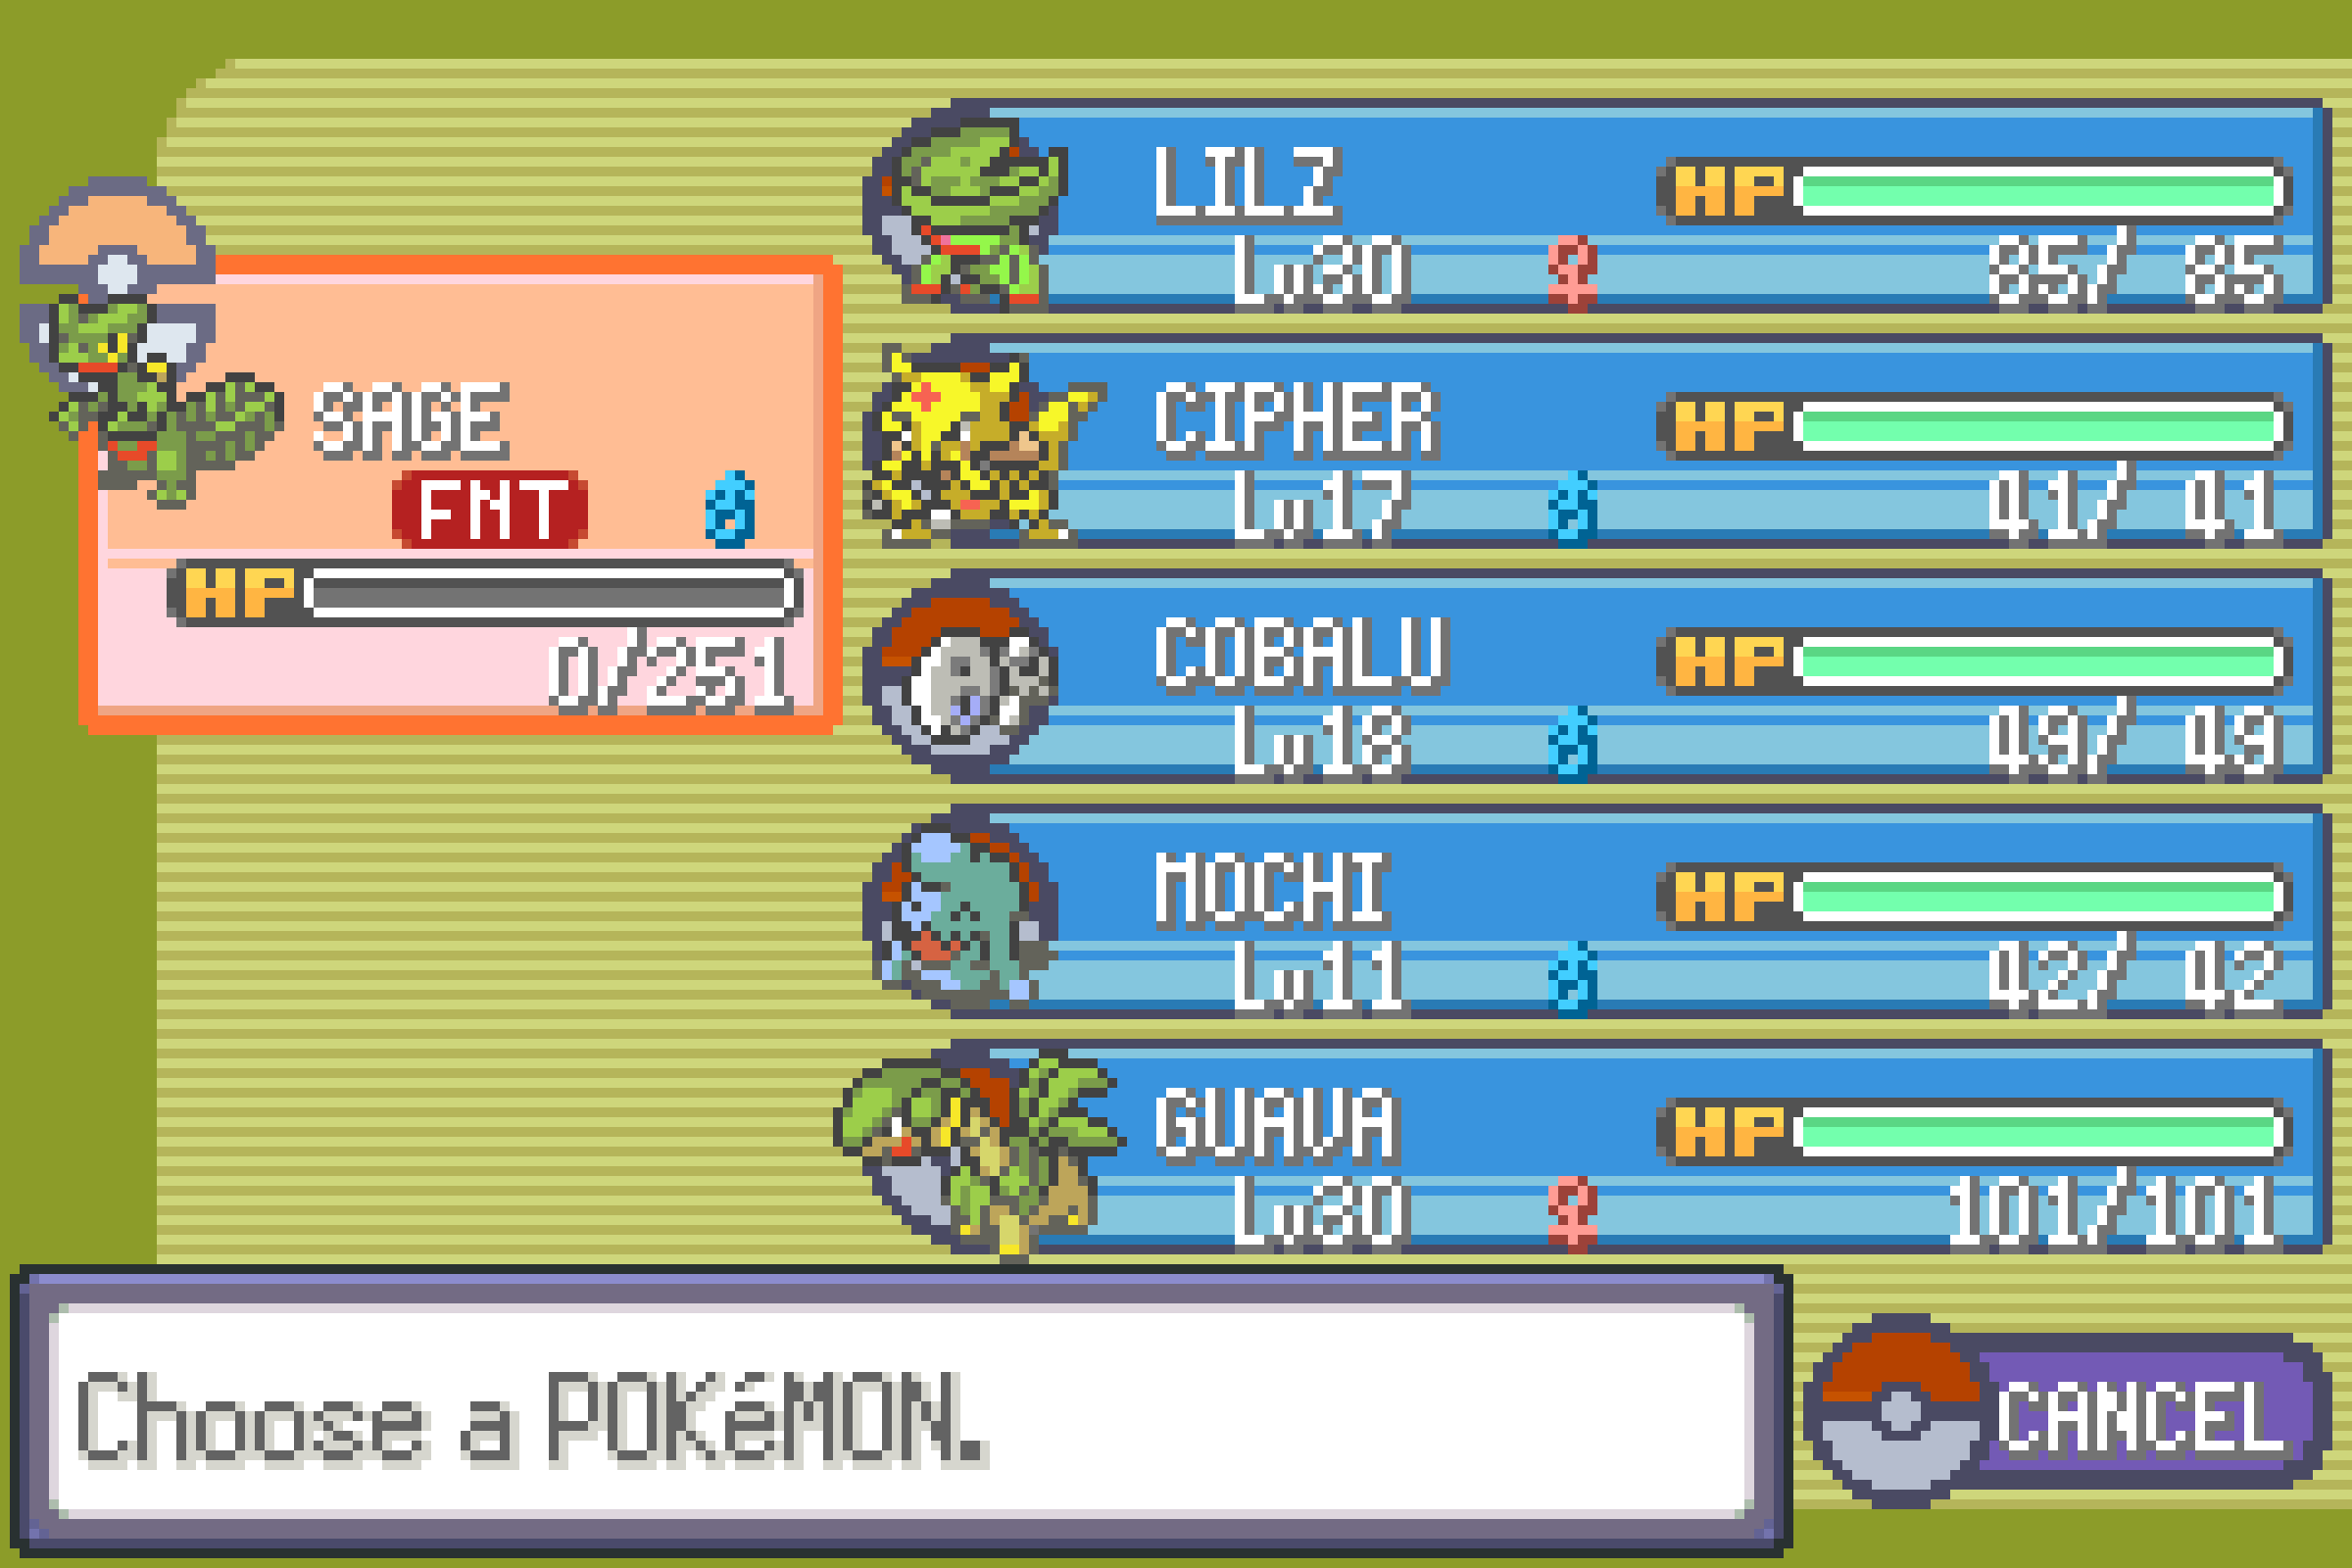 SAGE
FNT ♂
HP
0/251
LILZ
HP
Lv30 ♀ 85/ 85
CIPHER
HP
Lv17 ♂ 41/ 41
COBALU
HP
Lv18 ♂ 49/ 49
MOCHI
HP
Lv11 ♂ 42/ 42
GUAVA
HP
Lv30 ♀ 101/101
Choose a POKéMON.
CANCEL